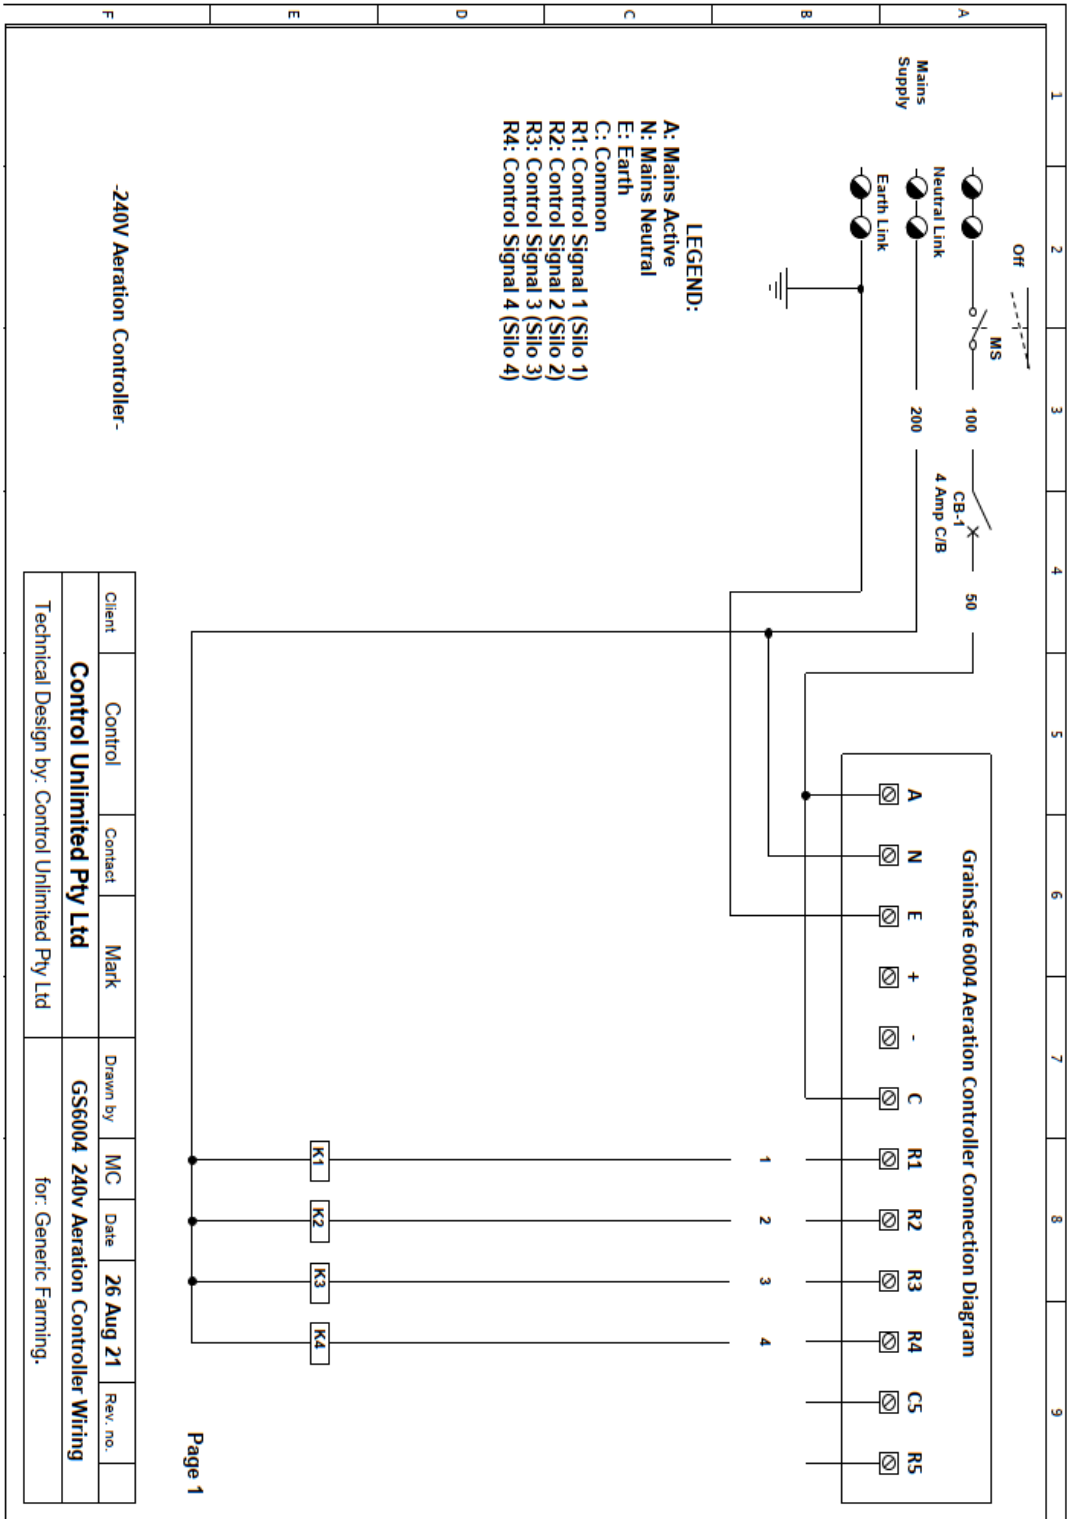 1 2 3 4 5 6 7 8 9
A
B
C
D
E
F
Mains
Supply
Neutral Link
Earth Link
Off
MS
100
200
CB-1
4 Amp C/B
50
GrainSafe 6004 Aeration Controller Connection Diagram
A N E + - C R1 R2 R3 R4 C5 R5
1 2 3 4
K1 K2 K3 K4
LEGEND:
A: Mains Active
N: Mains Neutral
E: Earth
C: Common
R1: Control Signal 1 (Silo 1)
R2: Control Signal 2 (Silo 2)
R3: Control Signal 3 (Silo 3)
R4: Control Signal 4 (Silo 4)
-240V Aeration Controller-
Page 1
Client Control Contact Mark Drawn by MC Date 26 Aug 21 Rev. no.
Control Unlimited Pty Ltd GS6004 240v Aeration Controller Wiring
Technical Design by: Control Unlimited Pty Ltd for: Generic Farming.